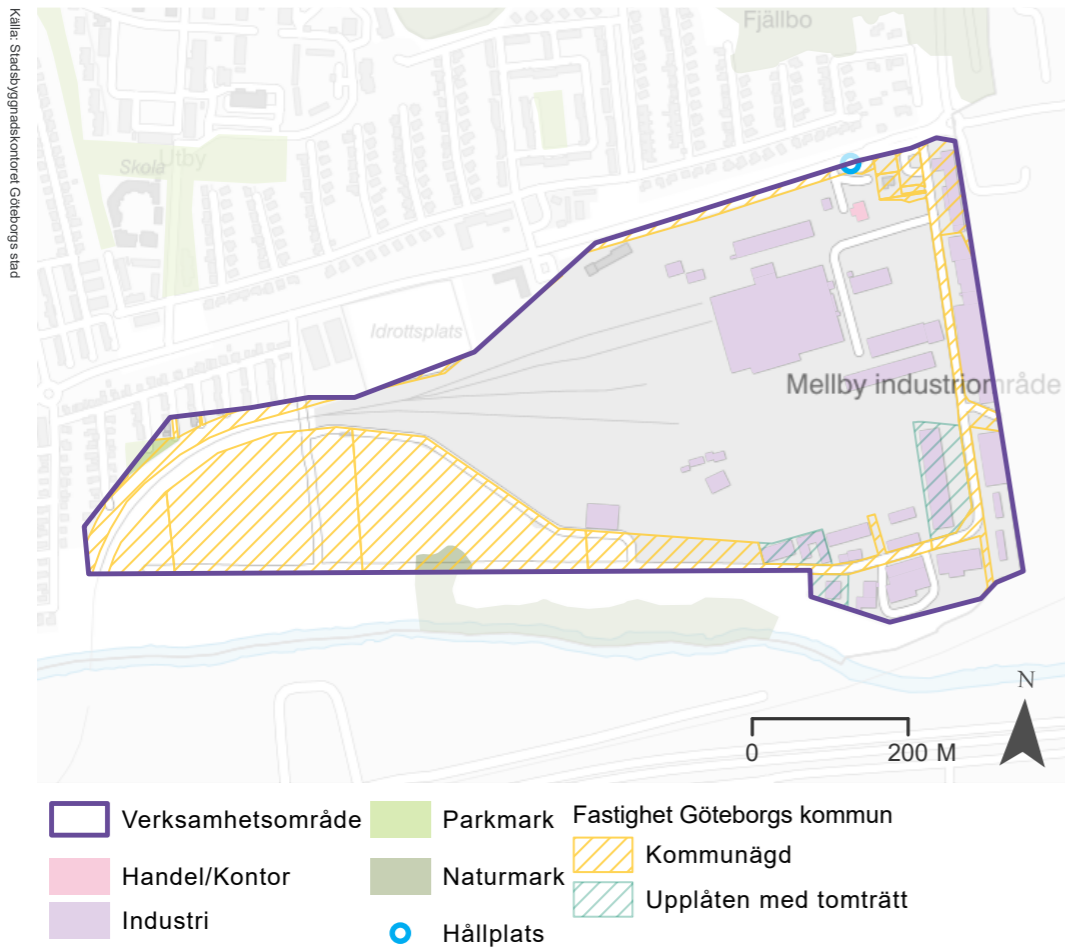 Källa: Stadsbyggnadskontoret Göteborgs stad
Fjällbo
Skola
Utby
Idrottsplats
Mellby industriområde
N
0
200 M
Verksamhetsområde
Handel/Kontor
Industri
Parkmark
Naturmark
Hållplats
Fastighet Göteborgs kommun
Kommunägd
Upplåten med tomträtt